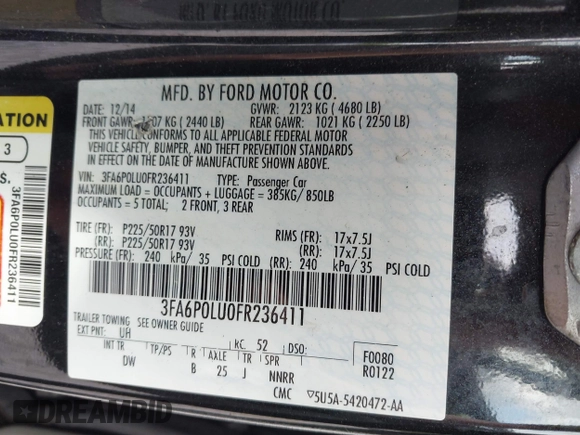 MFD. BY FORD MOTOR CO.
DATE: 12/14 GVWR: 2123 KG (4680 LB)
FRONT GAWR: KG (2440 LB) REAR GAWR: 1021 KG (2250 LB)
THIS VEHICLE CONFORMS TO ALL APPLICABLE FEDERAL MOTOR
VEHICLE SAFETY, BUMPER, AND THEFT PREVENTION STANDARDS
IN EFFECT ON THE DATE OF MANUFACTURE SHOWN ABOVE.
VIN: 3FA6P0LU0FR236411 TYPE: Passenger Car
MAXIMUM LOAD = OCCUPANTS + LUGGAGE = 385KG/ 850LB
OCCUPANTS = 5 TOTAL: 2 FRONT, 3 REAR
TIRE (FR): P225/50R17 93V RIMS (FR): 17x7.5J
(RR): P225/50R17 93V (RR): 17x7.5J
PRESSURE (FR): 240 kPa/ 35 PSI COLD (RR): 240 kPa/ 35 PSI COLD
3FA6P0LU0FR236411
TRAILER TOWING SEE OWNER GUIDE
EXT PNT: UH RC: 52 DSO: F0080
INT TR TP/PS R AXLE TR SPR R0122
DW B 25 J NNRR
CMC 5U5A-5420472-AA
ATION
3
S.
3FA6P0LU0FR236411
AUTOBIDHISTORY